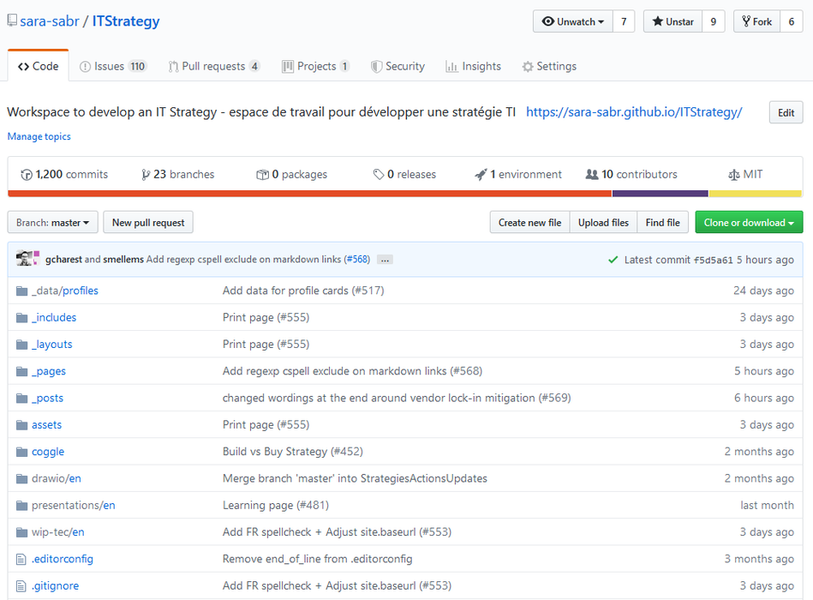 sara-sabr / ITStrategy Unwatch 7 Unstar 9 Fork 6
Code Issues 110 Pull requests 4 Projects 1 Security Insights Settings
Workspace to develop an IT Strategy - espace de travail pour développer une stratégie TI https://sara-sabr.github.io/ITStrategy/ Edit
Manage topics
1,200 commits 23 branches 0 packages 0 releases 1 environment 10 contributors MIT
Branch: master New pull request Create new file Upload files Find file Clone or download
gcharest and smellems Add regexp cspell exclude on markdown links (#568) ... Latest commit f5d5a61 5 hours ago
_data/profiles Add data for profile cards (#517) 24 days ago
_includes Print page (#555) 3 days ago
_layouts Print page (#555) 3 days ago
_pages Add regexp cspell exclude on markdown links (#568) 5 hours ago
_posts changed wordings at the end around vendor lock-in mitigation (#569) 6 hours ago
assets Print page (#555) 3 days ago
coggle Build vs Buy Strategy (#452) 2 months ago
drawio/en Merge branch 'master' into StrategiesActionsUpdates 2 months ago
presentations/en Learning page (#481) last month
wip-tec/en Add FR spellcheck + Adjust site.baseurl (#553) 3 days ago
.editorconfig Remove end_of_line from .editorconfig 3 months ago
.gitignore Add FR spellcheck + Adjust site.baseurl (#553) 3 days ago